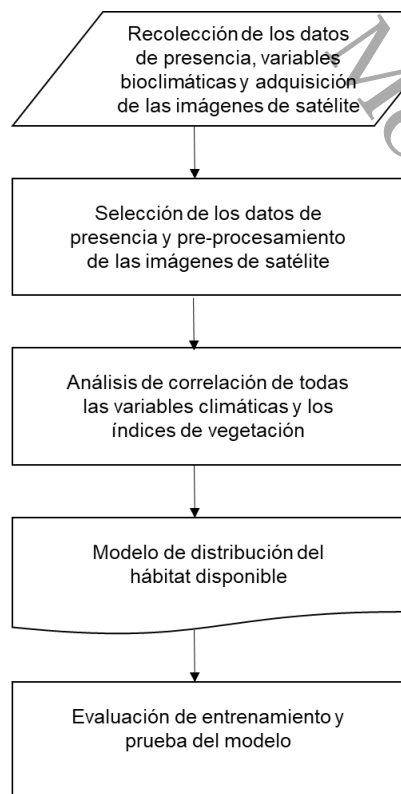 Recolección de los datos
de presencia, variables
bioclimáticas y adquisición
de las imágenes de satélite
Selección de los datos de
presencia y pre-procesamiento
de las imágenes de satélite
Análisis de correlación de todas
las variables climáticas y los
índices de vegetación
Modelo de distribución del
hábitat disponible
Evaluación de entrenamiento y
prueba del modelo